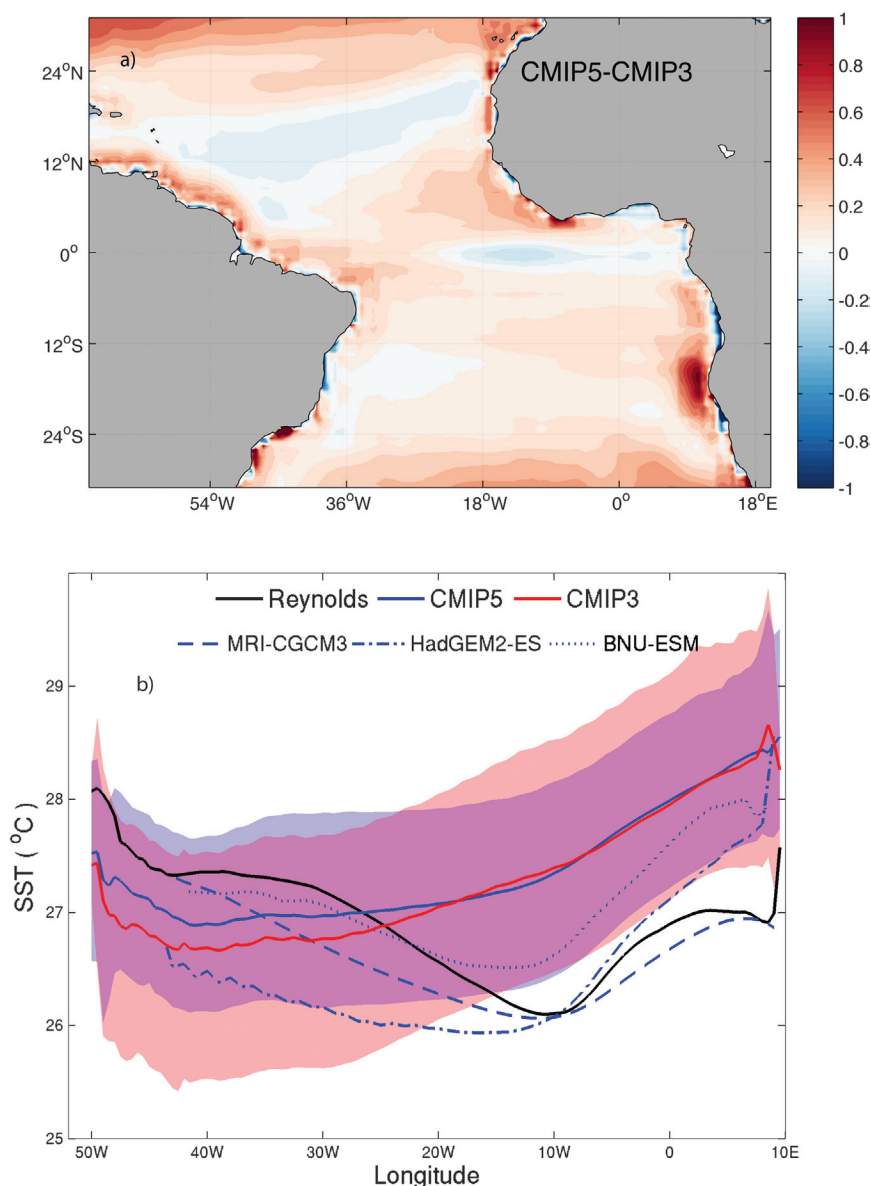 a)
CMIP5-CMIP3
24°N
12°N
0°
12°S
24°S
54°W 36°W 18°W 0° 18°E
1
0.8
0.6
0.4
0.2
0
-0.2
-0.4
-0.6
-0.8
-1
Reynolds CMIP5 CMIP3
MRI-CGCM3 HadGEM2-ES BNU-ESM
b)
SST (°C)
29
28
27
26
25
50W 40W 30W 20W 10W 0 10E
Longitude